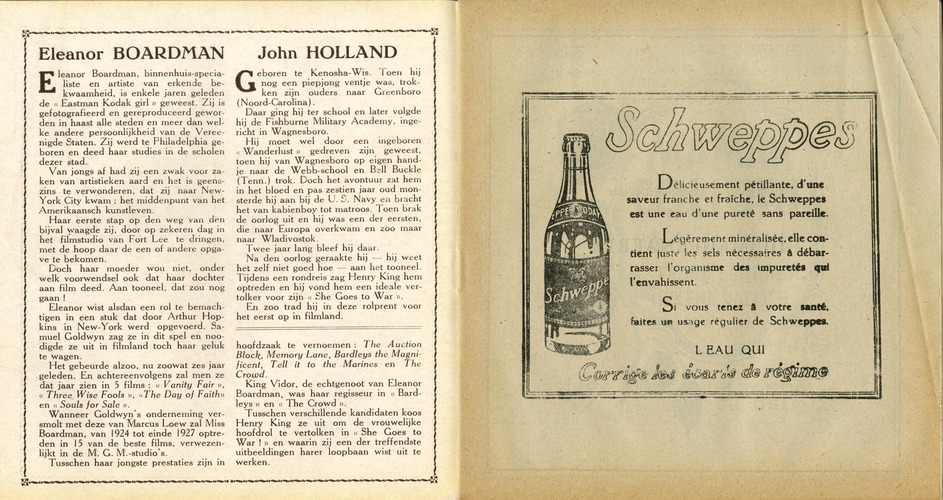 Eleanor BOARDMAN
Eleanor Boardman, binnenhuis-specia-
liste en artieste van erkende be-
kwaamheid, is enkele jaren geleden
de « Eastman Kodak girl » geweest. Zij is
gefotografieerd en gereproduceerd gewor-
den in haast alle steden en meer dan wel-
ke andere persoonlijkheid van de Veree-
nigde Staten. Zij werd te Philadelphia ge-
boren en deed haar studies in de scholen
dezer stad.
Van jongs af had zij een zwak voor za-
ken van artistieken aard en het is geens-
zins te verwonderen, dat zij naar New-
York City kwam : het middenpunt van het
Amerikaansch kunstleven.
Haar eerste stap op den weg van den
bijval waagde zij, door op zekeren dag in
het filmstudio van Fort Lee te dringen,
met de hoop daar de een of andere opga-
ve te bekomen.
Doch haar moeder wou niet, onder
welk voorwendsel ook dat haar dochter
aan film deed. Aan tooneel, dat zou nog
gaan !
Eleanor wist alsdan een rol te bemach-
tigen in een stuk dat door Arthur Hop-
kins in New-York werd opgevoerd. Sa-
muel Goldwyn zag ze in dit spel en noo-
digde ze uit in filmland toch haar geluk
te wagen.
Het gebeurde alzoo, nu zoowat zes jaar
geleden. En achtereenvolgens zal men ze
dat jaar zien in 5 films : « Vanity Fair »,
« Three Wise Fools », «The Day of Faith»
en « Souls for Sale ».
Wanneer Goldwyn's onderneming ver-
smolt met deze van Marcus Loew zal Miss
Boardman, van 1924 tot einde 1927 optre-
den in 15 van de beste films, verwezen-
lijkt in de M. G. M.-studio's.
Tusschen haar jongste prestaties zijn in
John HOLLAND
Geboren te Kenosha-Wis. Toen hij
nog een piepjong ventje was, trok-
ken zijn ouders naar Greenboro
(Noord-Carolina).
Daar ging hij ter school en later volgde
hij de Fishburne Military Academy, inge-
richt in Wagnesboro.
Hij moet wel door een ingeboren
« Wanderlust » gedreven zijn geweest,
toen hij van Wagnesboro op eigen hand-
je naar de Webb-school en Bell Buckle
(Tenn.) trok. Doch het avontuur zat hem
in het bloed en pas zestien jaar oud mon-
sterde hij aan bij de U. S. Navy en bracht
het van kabienboy tot matroos. Toen brak
de oorlog uit en hij was een der eersten,
die naar Europa overkwam en zoo maar
naar Wladivostok.
Twee jaar lang bleef hij daar.
Na den oorlog geraakte hij — hij weet
het zelf niet goed hoe — aan het tooneel.
Tijdens een rondreis zag Henry King hem
optreden en hij vond hem een ideale ver-
tolker voor zijn « She Goes to War ».
En zoo trad hij in deze rolprent voor
het eerst op in filmland.
hoofdzaak te vernoemen : The Auction
Block, Memory Lane, Bardleys the Magni-
ficent, Tell it to the Marines en The
Crowd.
King Vidor, de echtgenoot van Eleanor
Boardman, was haar regisseur in « Bard-
leys » en « The Crowd ».
Tusschen verschillende kandidaten koos
Henry King ze uit om de vrouwelijke
hoofdrol te vertolken in « She Goes to
War ! » en waarin zij een der treffendste
uitbeeldingen harer loopbaan wist uit te
werken.
Schweppes
Délicieusement pétillante, d'une
saveur franche et fraîche, le Schweppes
est une eau d'une pureté sans pareille.
Légèrement minéralisée, elle con-
tient juste les sels nécessaires à débar-
rasser l'organisme des impuretés qui
l'envahissent.
Si vous tenez à votre santé,
faites un usage régulier de Schweppes.
L EAU QUI
Corrige les écarts de régime
Schweppe